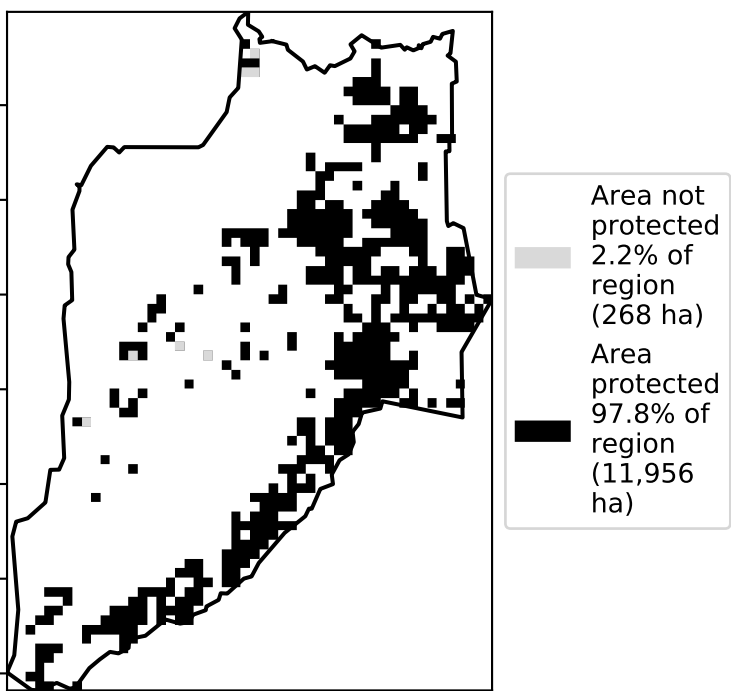 Area not
protected
2.2% of
region
(268 ha)
Area
protected
97.8% of
region
(11,956
ha)